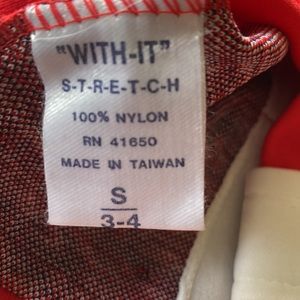 "WITH-IT"
S-T-R-E-T-C-H
100% NYLON
RN 41650
MADE IN TAIWAN
S
3-4